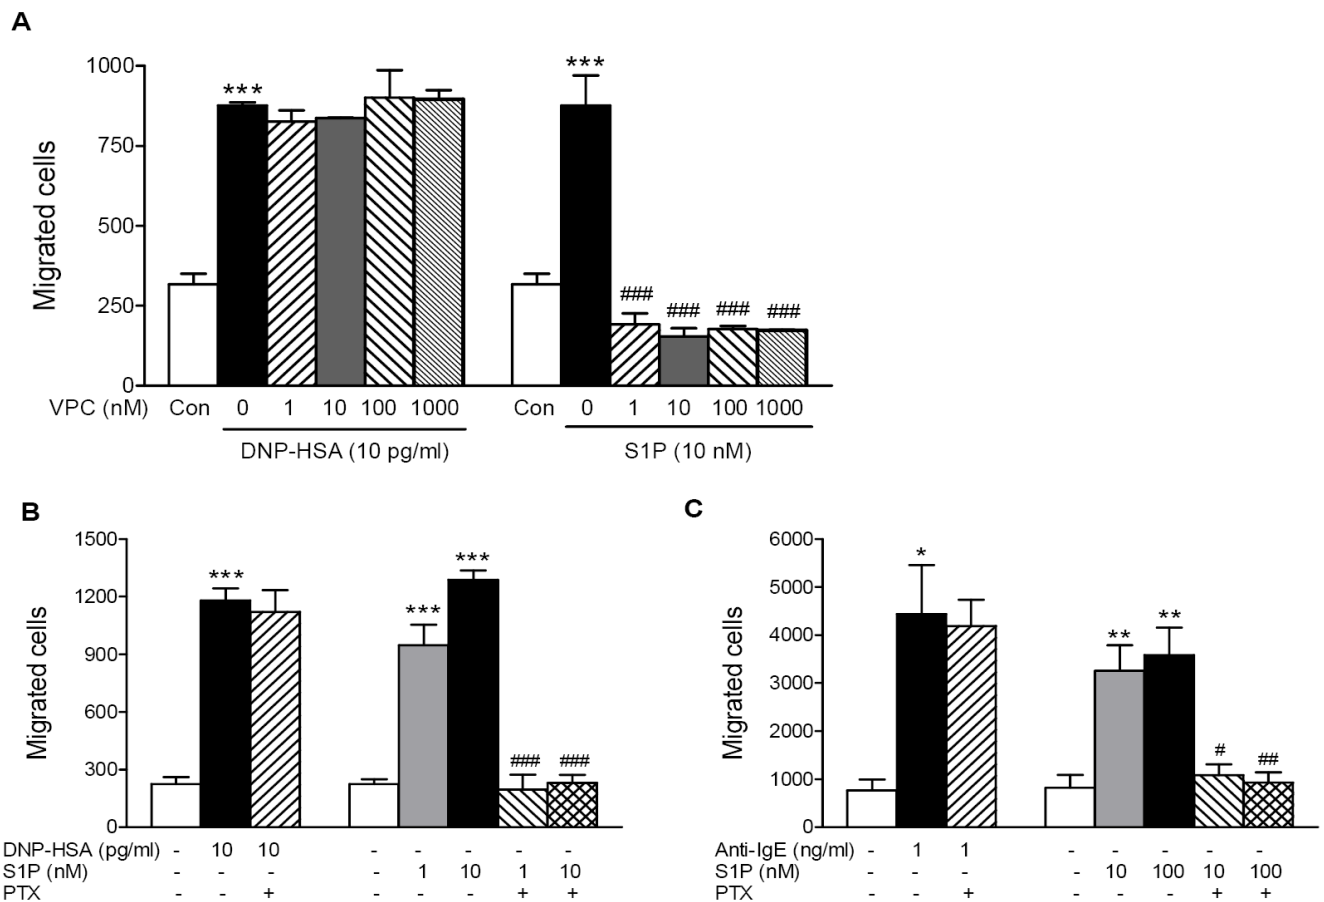 A
Migrated cells
1000
750
500
250
0
***
***
###
###
###
###
VPC (nM) Con 0 1 10 100 1000 Con 0 1 10 100 1000
DNP-HSA (10 pg/ml) S1P (10 nM)
B
Migrated cells
1500
1200
900
600
300
0
***
***
***
###
###
DNP-HSA (pg/ml) - 10 10 - - - - -
S1P (nM) - - - - 1 10 1 10
PTX - - + - - - + +
C
Migrated cells
6000
5000
4000
3000
2000
1000
0
*
**
**
#
##
Anti-IgE (ng/ml) - 1 1 - - - - -
S1P (nM) - - - - 10 100 10 100
PTX - - + - - - + +